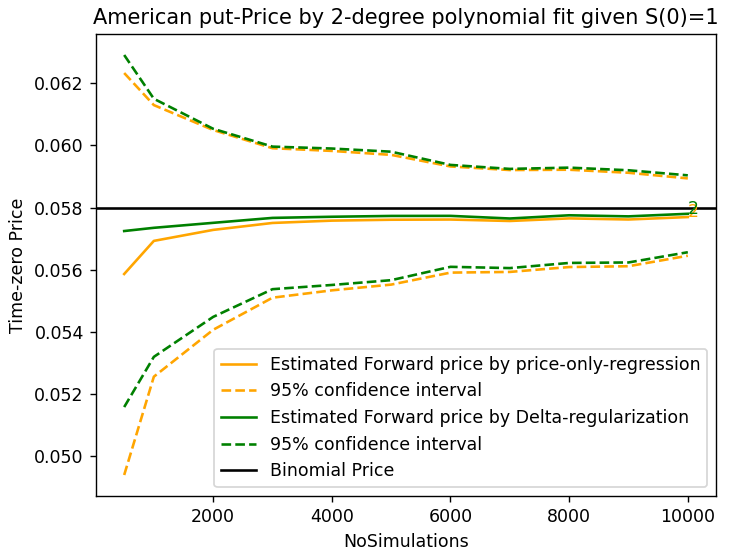 American put-Price by 2-degree polynomial fit given S(0)=1
0.062
0.060
0.058
0.056
0.054
0.052
0.050
Time-zero Price
2
2
Estimated Forward price by price-only-regression
95% confidence interval
Estimated Forward price by Delta-regularization
95% confidence interval
Binomial Price
2000 4000 6000 8000 10000
NoSimulations